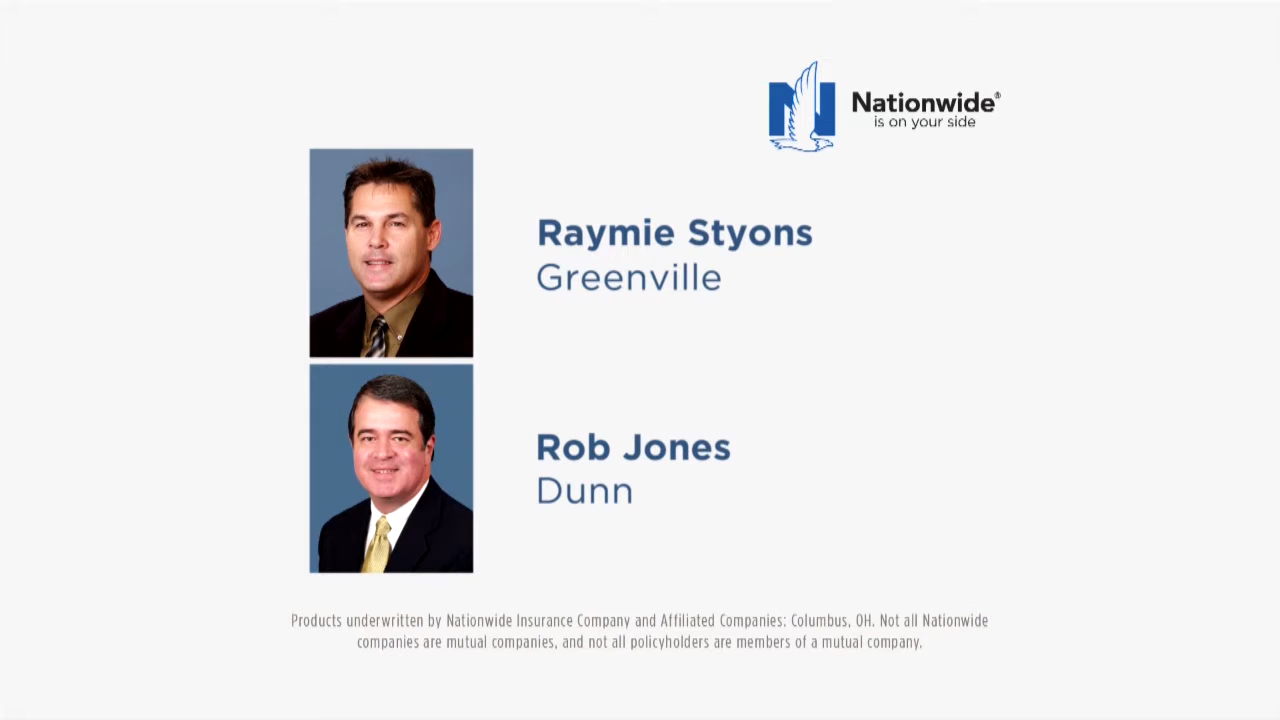 Nationwide®
is on your side
Raymie Styons
Greenville
Rob Jones
Dunn
Products underwritten by Nationwide Insurance Company and Affiliated Companies; Columbus, OH. Not all Nationwide
companies are mutual companies, and not all policyholders are members of a mutual company.